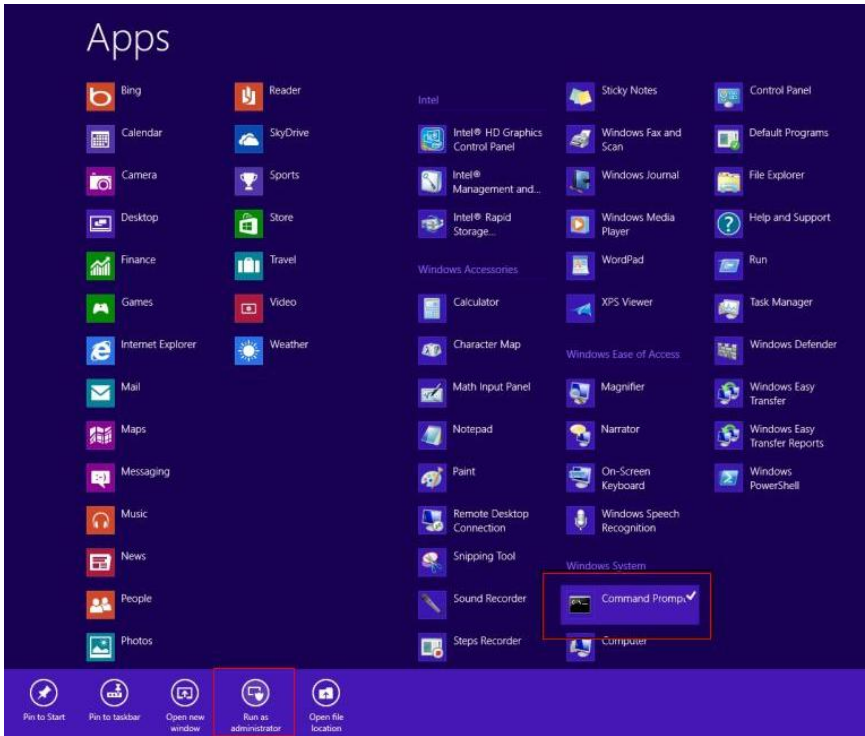 Apps
Bing
Calendar
Camera
Desktop
Finance
Games
Internet Explorer
Mail
Maps
Messaging
Music
News
People
Photos
Reader
SkyDrive
Sports
Store
Travel
Video
Weather
Intel
Intel® HD Graphics
Control Panel
Intel®
Management and...
Intel® Rapid
Storage...
Windows Accessories
Calculator
Character Map
Math Input Panel
Notepad
Paint
Remote Desktop
Connection
Snipping Tool
Sound Recorder
Steps Recorder
Sticky Notes
Windows Fax and
Scan
Windows Journal
Windows Media
Player
WordPad
XPS Viewer
Windows Ease of Access
Magnifier
Narrator
On-Screen
Keyboard
Windows Speech
Recognition
Windows System
Command Prompt
Computer
Control Panel
Default Programs
File Explorer
Help and Support
Run
Task Manager
Windows Defender
Windows Easy
Transfer
Windows Easy
Transfer Reports
Windows
PowerShell
Pin to Start
Pin to taskbar
Open new
window
Run as
administrator
Open file
location